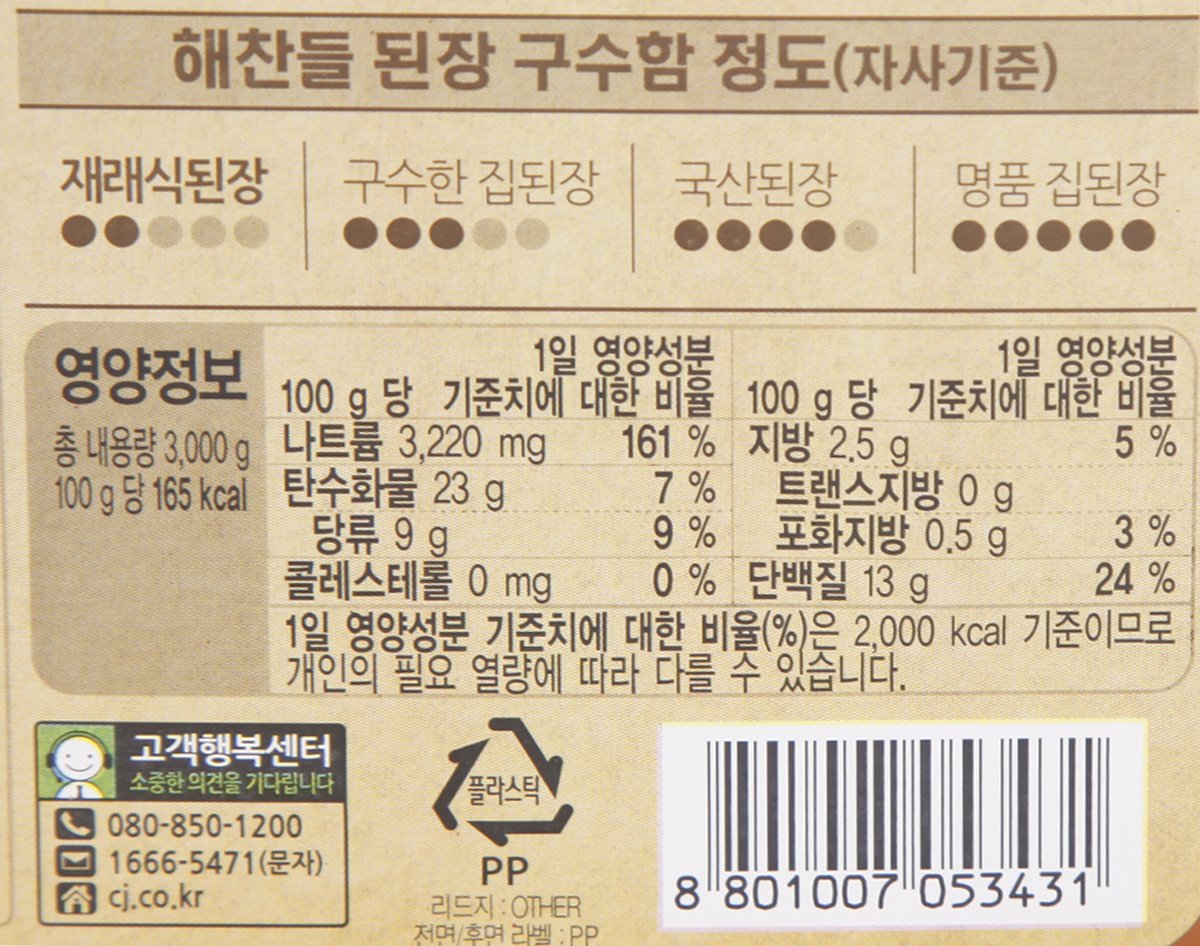 해찬들 된장 구수함 정도(자사기준)
재래식된장
구수한 집된장
국산된장
명품 집된장
영양정보
총 내용량 3,000 g
100 g 당 165 kcal
1일 영양성분
100 g 당 기준치에 대한 비율
나트륨 3,220 mg 161 %
탄수화물 23 g 7 %
당류 9 g 9 %
콜레스테롤 0 mg 0 %
1일 영양성분
100 g 당 기준치에 대한 비율
지방 2.5 g 5 %
트랜스지방 0 g
포화지방 0.5 g 3 %
단백질 13 g 24 %
1일 영양성분 기준치에 대한 비율(%)은 2,000 kcal 기준이므로
개인의 필요 열량에 따라 다를 수 있습니다.
고객행복센터
소중한 의견을 기다립니다
080-850-1200
1666-5471(문자)
cj.co.kr
플라스틱
PP
리드지 : OTHER
전면/후면 라벨 : PP
8 801007 053431